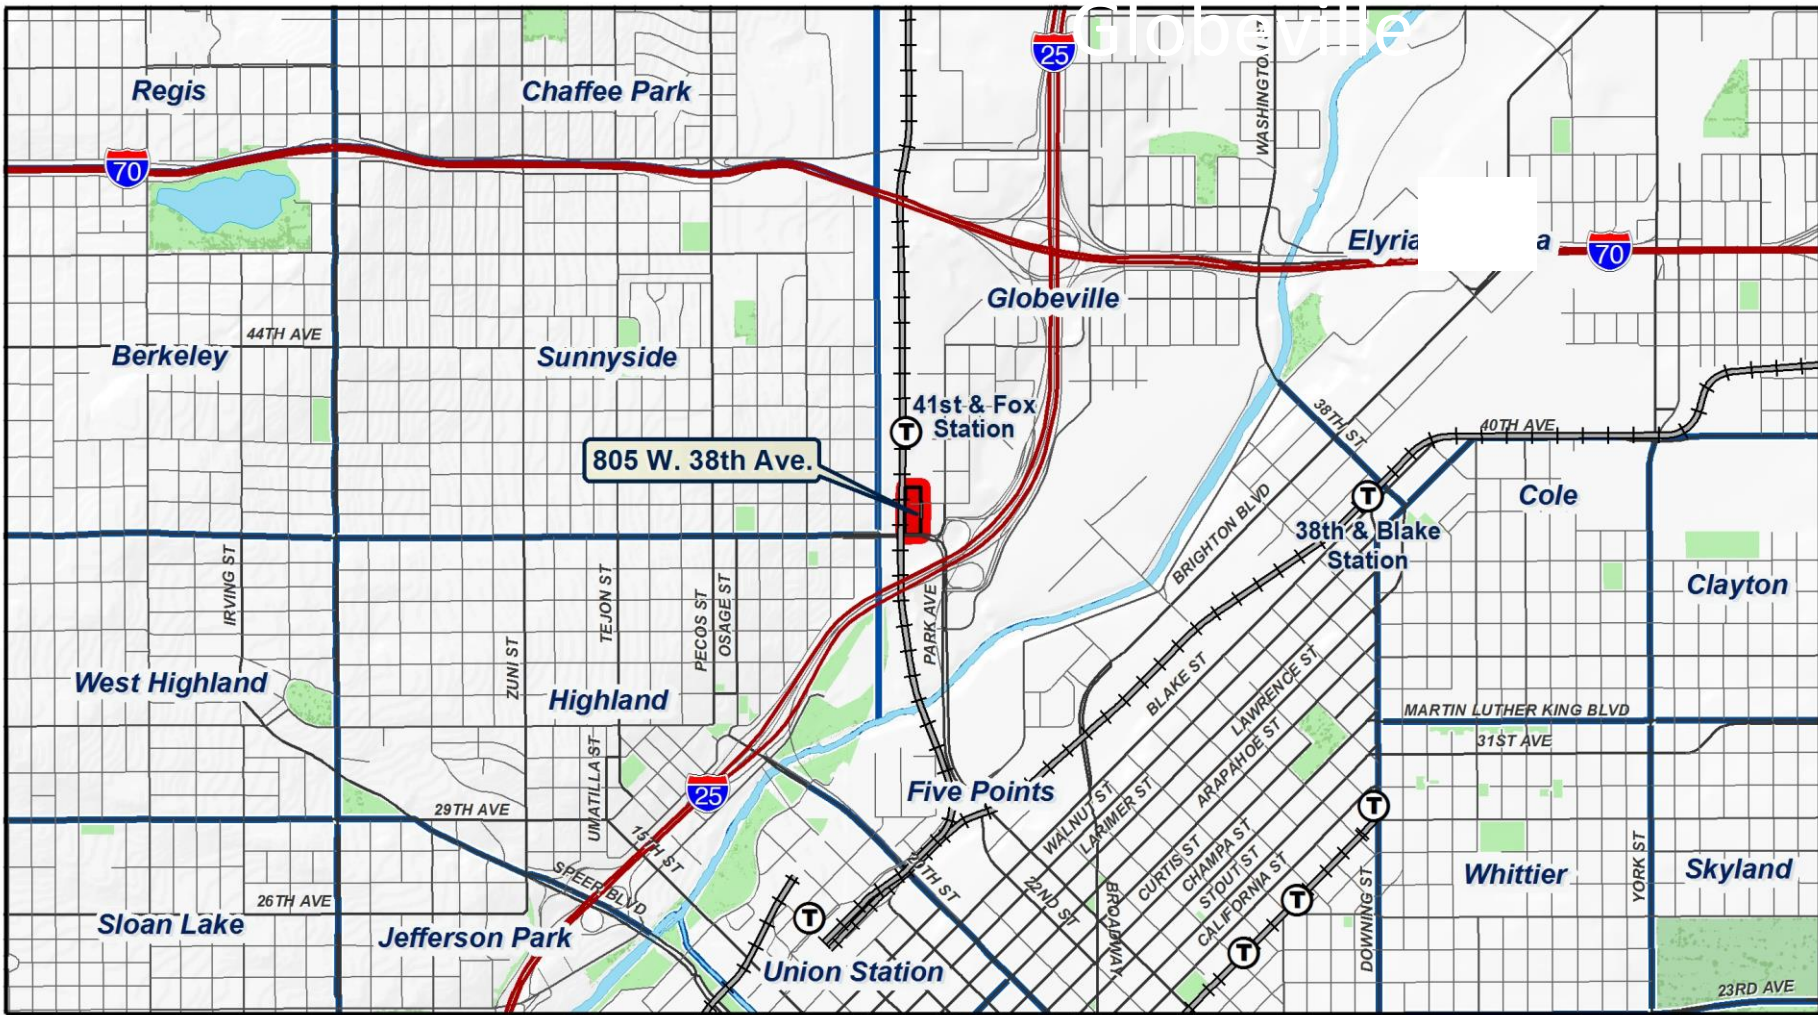 Globeville
25
WASHINGTON ST
Regis
Chaffee Park
70
Elyria
a
70
Globeville
44TH AVE
Berkeley
Sunnyside
41st & Fox
Station
T
38TH ST
40TH AVE
805 W. 38th Ave.
T
Cole
38th & Blake
Station
BRIGHTON BLVD
IRVING ST
TEJON ST
PECOS ST
OSAGE ST
PARK AVE
Clayton
ZUNI ST
West Highland
Highland
BLAKE ST
LAWRENCE ST
MARTIN LUTHER KING BLVD
31ST AVE
ARAPAHOE ST
UMATILLA ST
25
Five Points
WALNUT ST
LARIMER ST
T
29TH AVE
15TH ST
CURTIS ST
CHAMPA ST
STOUT ST
CALIFORNIA ST
SPEER BLVD
20TH ST
22ND ST
BROADWAY
DOWNING ST
Whittier
YORK ST
Skyland
26TH AVE
T
T
Sloan Lake
Jefferson Park
T
Union Station
23RD AVE